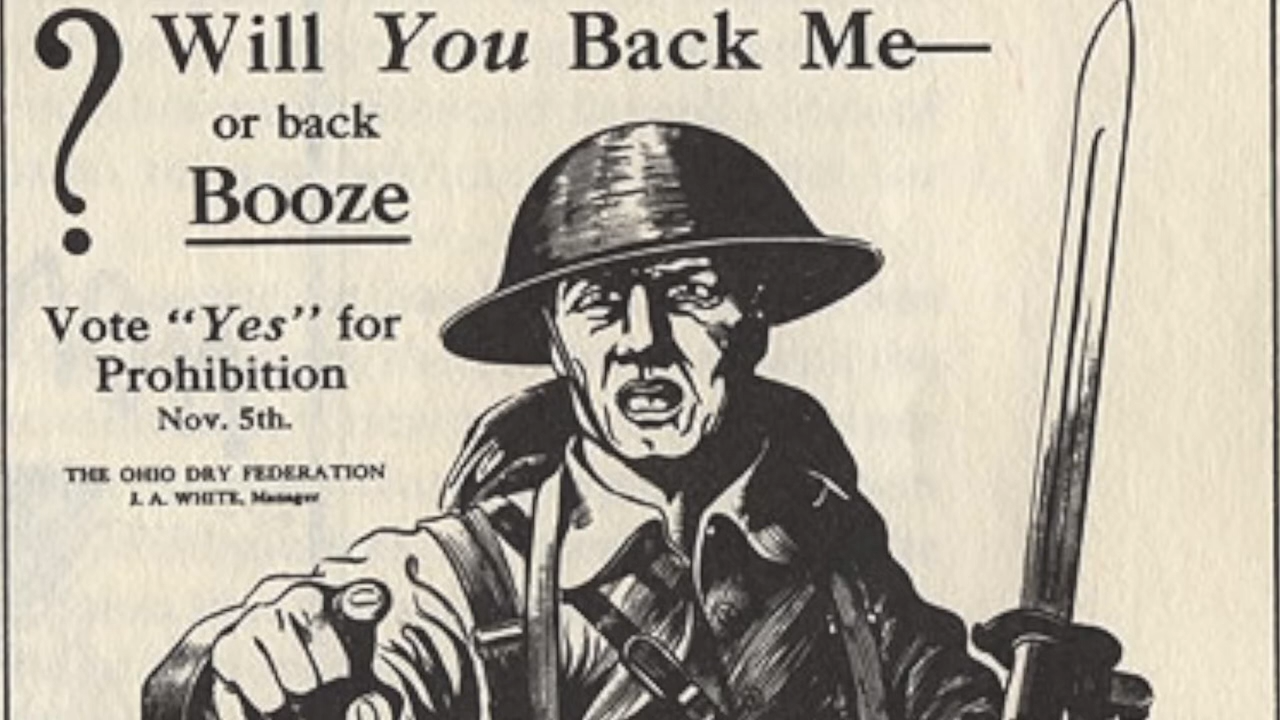 ? Will You Back Me—
or back
Booze
Vote “Yes” for
Prohibition
Nov. 5th.
THE OHIO DRY FEDERATION
J. A. WHITE, Manager